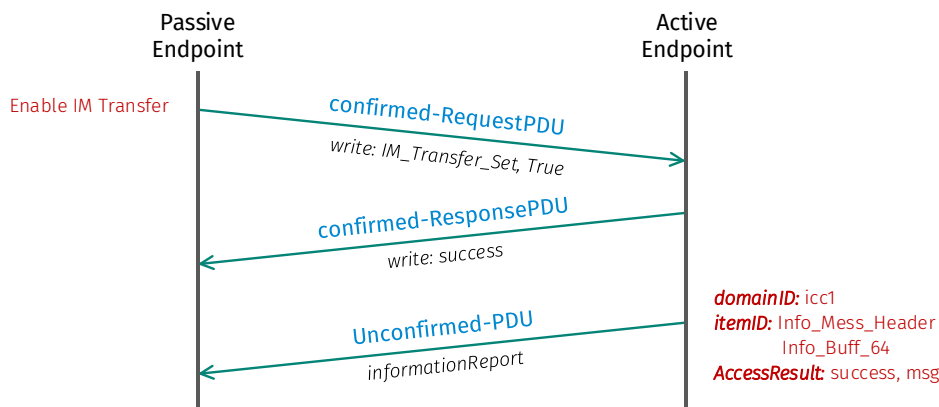 Passive
Endpoint
Active
Endpoint
Enable IM Transfer
confirmed-RequestPDU
write: IM_Transfer_Set, True
confirmed-ResponsePDU
write: success
Unconfirmed-PDU
informationReport
domainID: icc1
itemID: Info_Mess_Header
Info_Buff_64
AccessResult: success, msg